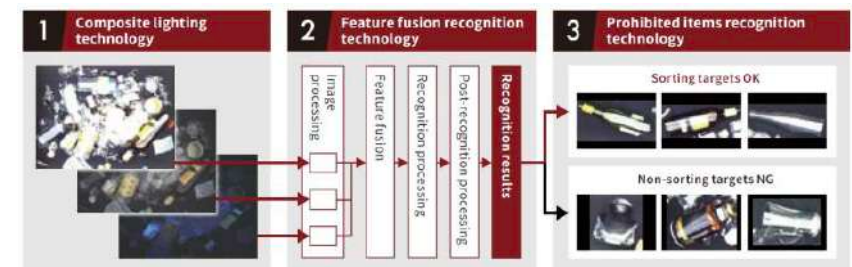 1
Composite lighting
technology
2
Feature fusion recognition
technology
Image
processing
Feature fusion
Recognition processing
Post-recognition processing
Recognition results
3
Prohibited items recognition
technology
Sorting targets OK
Non-sorting targets NG